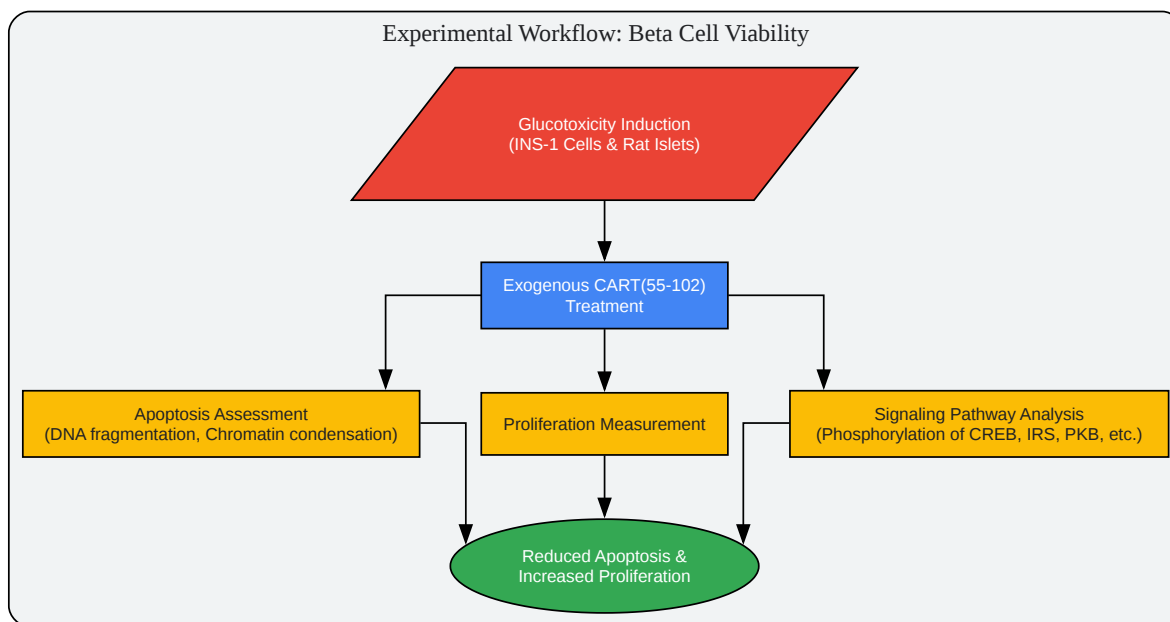 Experimental Workflow: Beta Cell Viability
Glucotoxicity Induction
(INS-1 Cells & Rat Islets)
Exogenous CART(55-102)
Treatment
Apoptosis Assessment
(DNA fragmentation, Chromatin condensation)
Proliferation Measurement
Signaling Pathway Analysis
(Phosphorylation of CREB, IRS, PKB, etc.)
Reduced Apoptosis &
Increased Proliferation